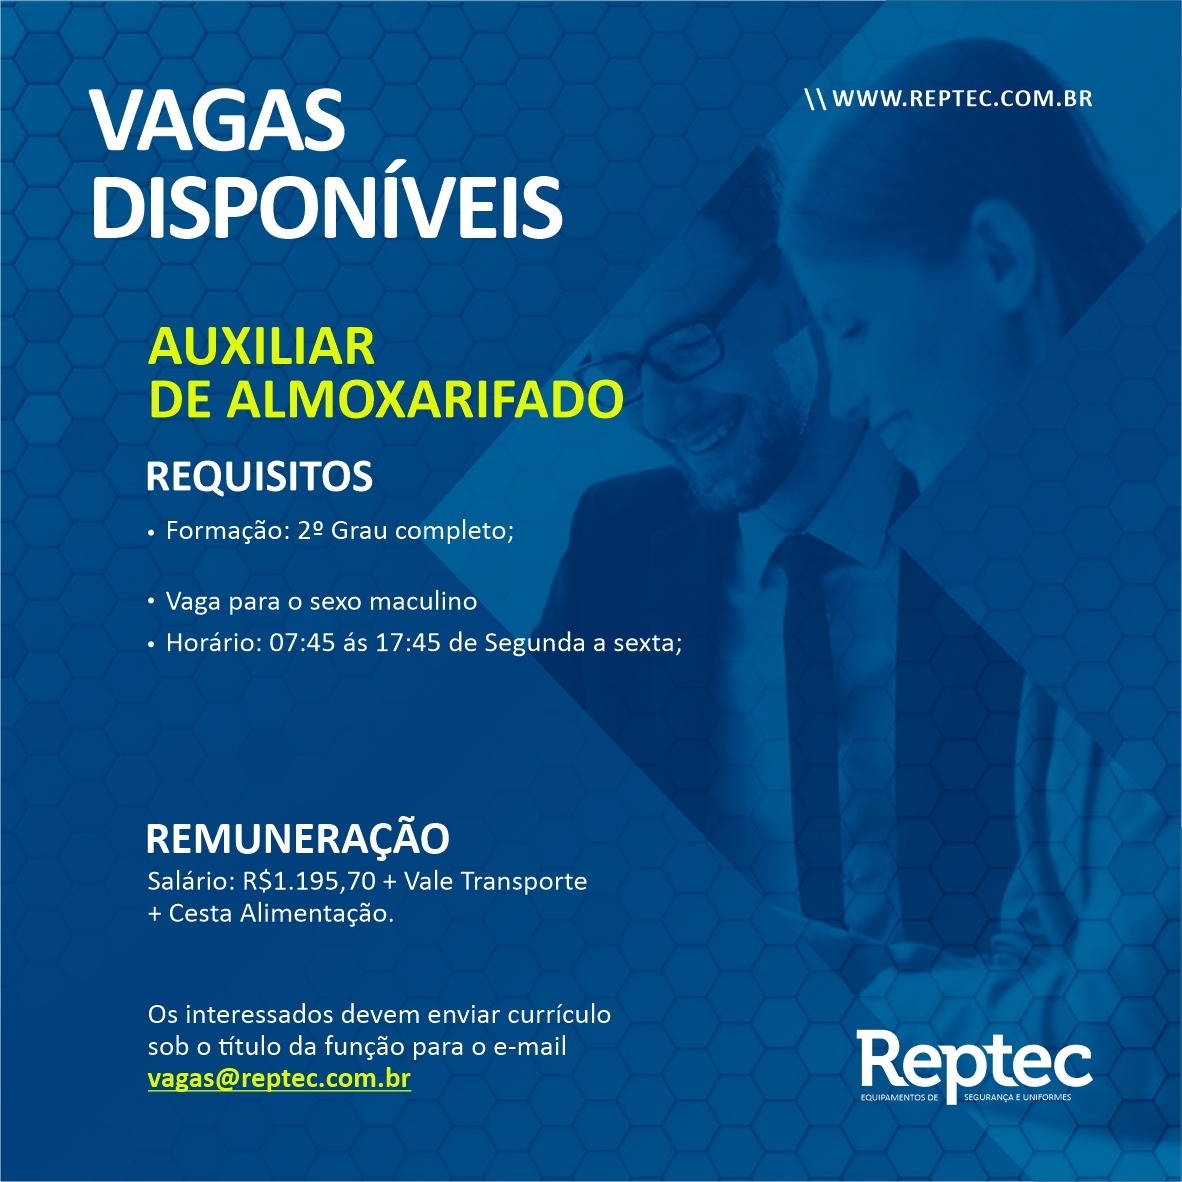 VAGAS
DISPONÍVEIS
\\ WWW.REPTEC.COM.BR
AUXILIAR
DE ALMOXARIFADO
REQUISITOS
• Formação: 2º Grau completo;
• Vaga para o sexo maculino
• Horário: 07:45 ás 17:45 de Segunda a sexta;
REMUNERAÇÃO
Salário: R$1.195,70 + Vale Transporte
+ Cesta Alimentação.
Os interessados devem enviar currículo
sob o título da função para o e-mail
vagas@reptec.com.br
Reptec
EQUIPAMENTOS DE SEGURANÇA E UNIFORMES